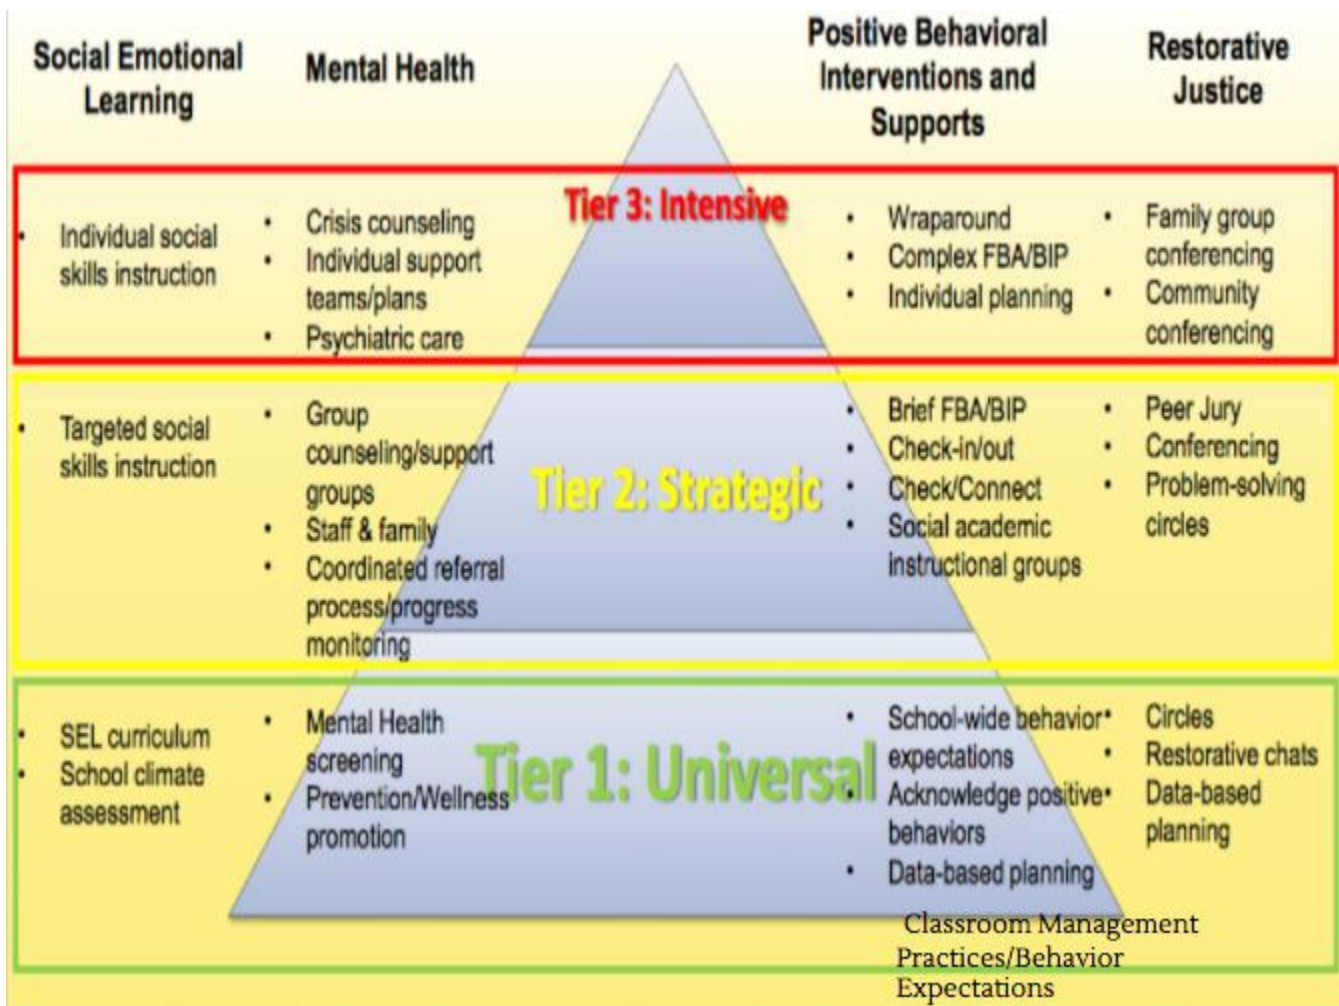 Social Emotional
Learning
Mental Health
Positive Behavioral
Interventions and
Supports
Restorative
Justice
Tier 3: Intensive
• Individual social
skills instruction
• Crisis counseling
• Individual support
teams/plans
• Psychiatric care
• Wraparound
• Complex FBA/BIP
• Individual planning
• Family group
conferencing
• Community
conferencing
Tier 2: Strategic
• Targeted social
skills instruction
• Group
counseling/support
groups
• Staff & family
• Coordinated referral
process/progress
monitoring
• Brief FBA/BIP
• Check-in/out
• Check/Connect
• Social academic
instructional groups
• Peer Jury
• Conferencing
• Problem-solving
circles
Tier 1: Universal
• SEL curriculum
• School climate
assessment
• Mental Health
screening
• Prevention/Wellness
promotion
• School-wide behavior
expectations
• Acknowledge positive
behaviors
• Data-based planning
Classroom Management
Practices/Behavior
Expectations
• Circles
• Restorative chats
• Data-based
planning